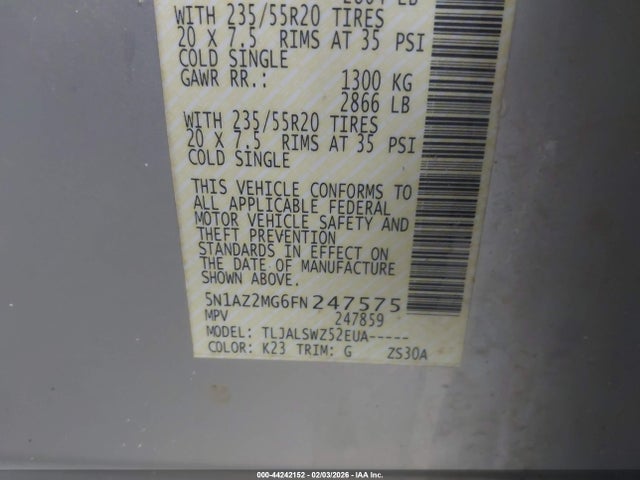 WITH 235/55R20 TIRES
20 X 7.5 RIMS AT 35 PSI
COLD SINGLE
GAWR RR.: 1300 KG
2866 LB
WITH 235/55R20 TIRES
20 X 7.5 RIMS AT 35 PSI
COLD SINGLE
THIS VEHICLE CONFORMS TO
ALL APPLICABLE FEDERAL
MOTOR VEHICLE SAFETY AND
THEFT PREVENTION
STANDARDS IN EFFECT ON
THE DATE OF MANUFACTURE
SHOWN ABOVE.
5N1AZ2MG6FN247575
MPV 247859
MODEL: TLJALSWZ52EUA-----
COLOR: K23 TRIM: G ZS30A
000-44242152 - 02/03/2026 - IAA Inc.